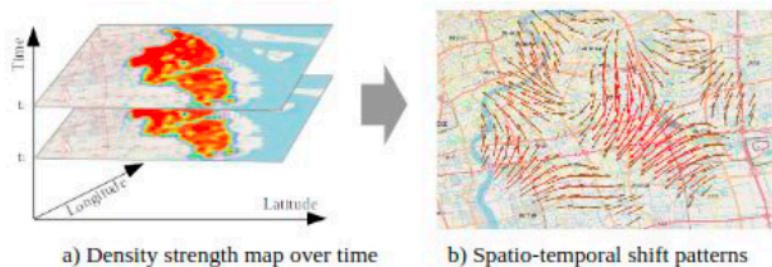 Time
t.
t.
Longitude
Latitude
a) Density strength map over time
b) Spatio-temporal shift patterns